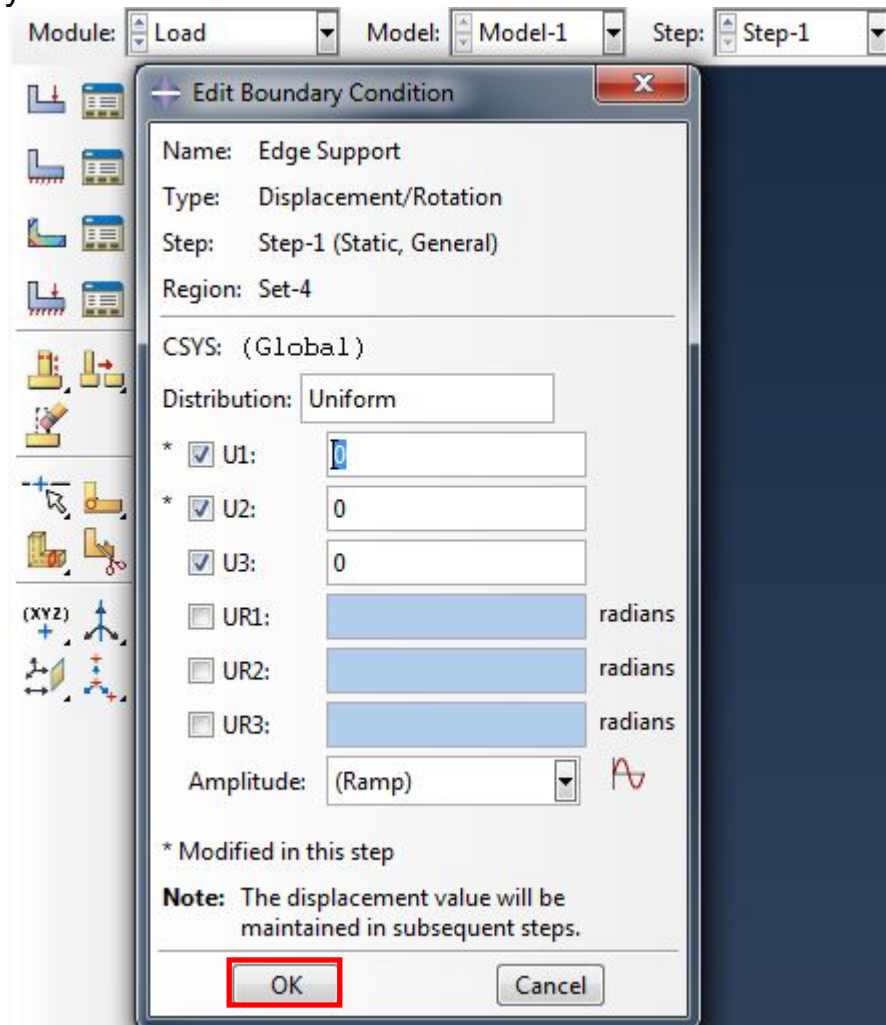 y
Module: Load Model: Model-1 Step: Step-1
Edit Boundary Condition
Name: Edge Support
Type: Displacement/Rotation
Step: Step-1 (Static, General)
Region: Set-4
CSYS: (Global)
Distribution: Uniform
* U1: 0
* U2: 0
U3: 0
(XYZ)
UR1: radians
UR2: radians
UR3: radians
Amplitude: (Ramp)
* Modified in this step
Note: The displacement value will be
maintained in subsequent steps.
OK Cancel